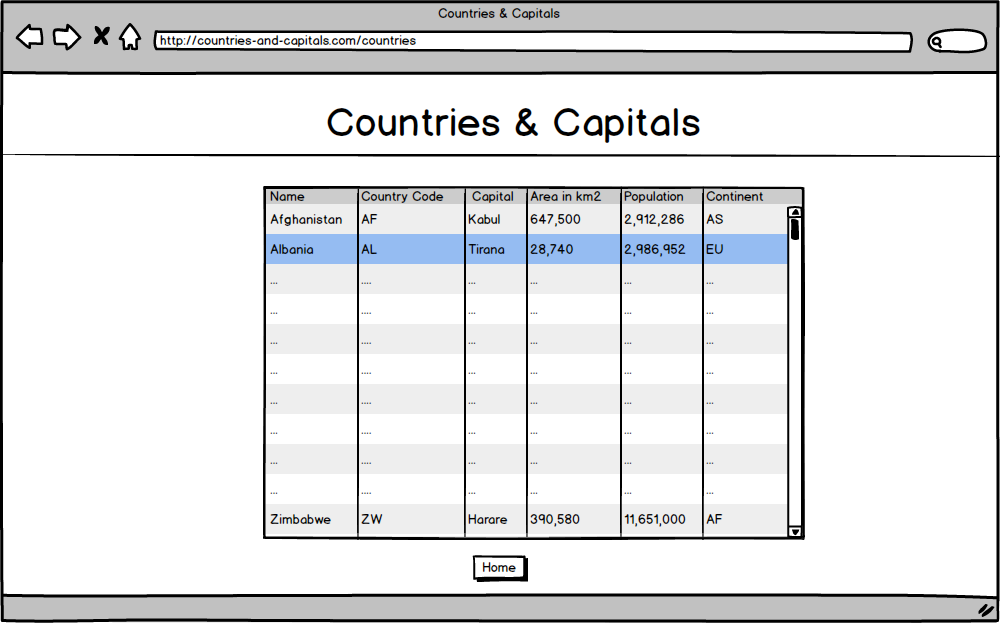 Countries & Capitals
http://countries-and-capitals.com/countries
Countries & Capitals
Name Country Code Capital Area in km2 Population Continent
Afghanistan AF Kabul 647,500 2,912,286 AS
Albania AL Tirana 28,740 2,986,952 EU
... .... ... ... ... ...
... .... ... ... ... ...
... .... ... ... ... ...
... .... ... ... ... ...
... .... ... ... ... ...
... .... ... ... ... ...
... .... ... ... ... ...
... .... ... ... ... ...
Zimbabwe ZW Harare 390,580 11,651,000 AF
Home